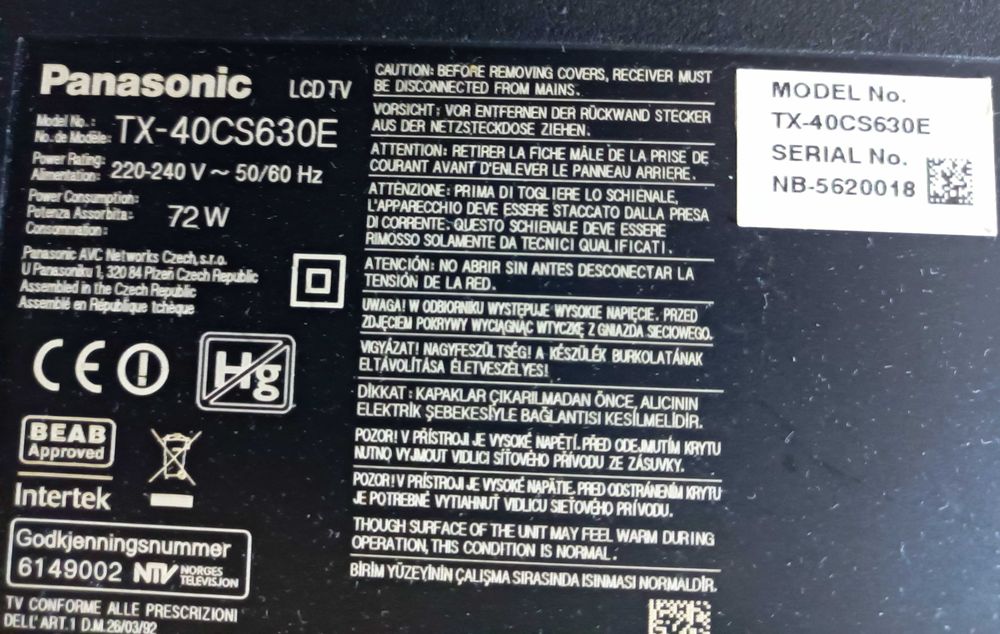 Panasonic LCD TV
Model No.:
No. de Modèle: TX-40CS630E
Power Rating:
Alimentation: 220-240 V ~ 50/60 Hz
Power Consumption:
Potenza Assorbita: 72 W
Consommation:
Panasonic AVC Networks Czech, s.r.o.
U Panasoniku 1, 320 84 Plzeň Czech Republic
Assembled in the Czech Republic
Assemblé en République tchèque
CE
Hg
BEAB
Approved
Intertek
Godkjenningsnummer
6149002 NTV NORGES
TELEVISJON
TV CONFORME ALLE PRESCRIZIONI
DELL'ART.1 D.M.26/03/92
CAUTION: BEFORE REMOVING COVERS, RECEIVER MUST
BE DISCONNECTED FROM MAINS.
VORSICHT: VOR ENTFERNEN DER RÜCKWAND STECKER
AUS DER NETZSTECKDOSE ZIEHEN.
ATTENTION: RETIRER LA FICHE MÂLE DE LA PRISE DE
COURANT AVANT D'ENLEVER LE PANNEAU ARRIERE.
ATTENZIONE: PRIMA DI TOGLIERE LO SCHIENALE,
L'APPARECCHIO DEVE ESSERE STACCATO DALLA PRESA
DI CORRENTE. QUESTO SCHIENALE DEVE ESSERE
RIMOSSO SOLAMENTE DA TECNICI QUALIFICATI.
ATENCIÓN: NO ABRIR SIN ANTES DESCONECTAR LA
TENSIÓN DE LA RED.
UWAGA! W ODBIORNIKU WYSTĘPUJE WYSOKIE NAPIĘCIE. PRZED
ZDJĘCIEM POKRYWY WYCIĄGNĄĆ WTYCZKĘ Z GNIAZDA SIECIOWEGO.
VIGYÁZAT! NAGYFESZÜLTSÉG! A KÉSZÜLÉK BURKOLATÁNAK
ELTÁVOLÍTÁSA ÉLETVESZÉLYES!
DİKKAT: KAPAKLAR ÇIKARILMADAN ÖNCE, ALICININ
ELEKTRİK ŞEBEKESİYLE BAĞLANTISI KESİLMELİDİR.
POZOR! V PŘÍSTROJI JE VYSOKÉ NAPĚTÍ. PŘED ODEJMUTÍM KRYTU
NUTNO VYJMOUT VIDLICI SÍŤOVÉHO PŘÍVODU ZE ZÁSUVKY.
POZOR! V PRÍSTROJI JE VYSOKÉ NAPÄTIE. PRED ODSTRÁNENÍM KRYTU
JE POTREBNÉ VYTIAHNUŤ VIDLICU SIEŤOVÉHO PRÍVODU.
THOUGH SURFACE OF THE UNIT MAY FEEL WARM DURING
OPERATION, THIS CONDITION IS NORMAL.
BİRİM YÜZEYİNİN ÇALIŞMA SIRASINDA ISINMASI NORMALDIR.
MODEL No.
TX-40CS630E
SERIAL No.
NB-5620018